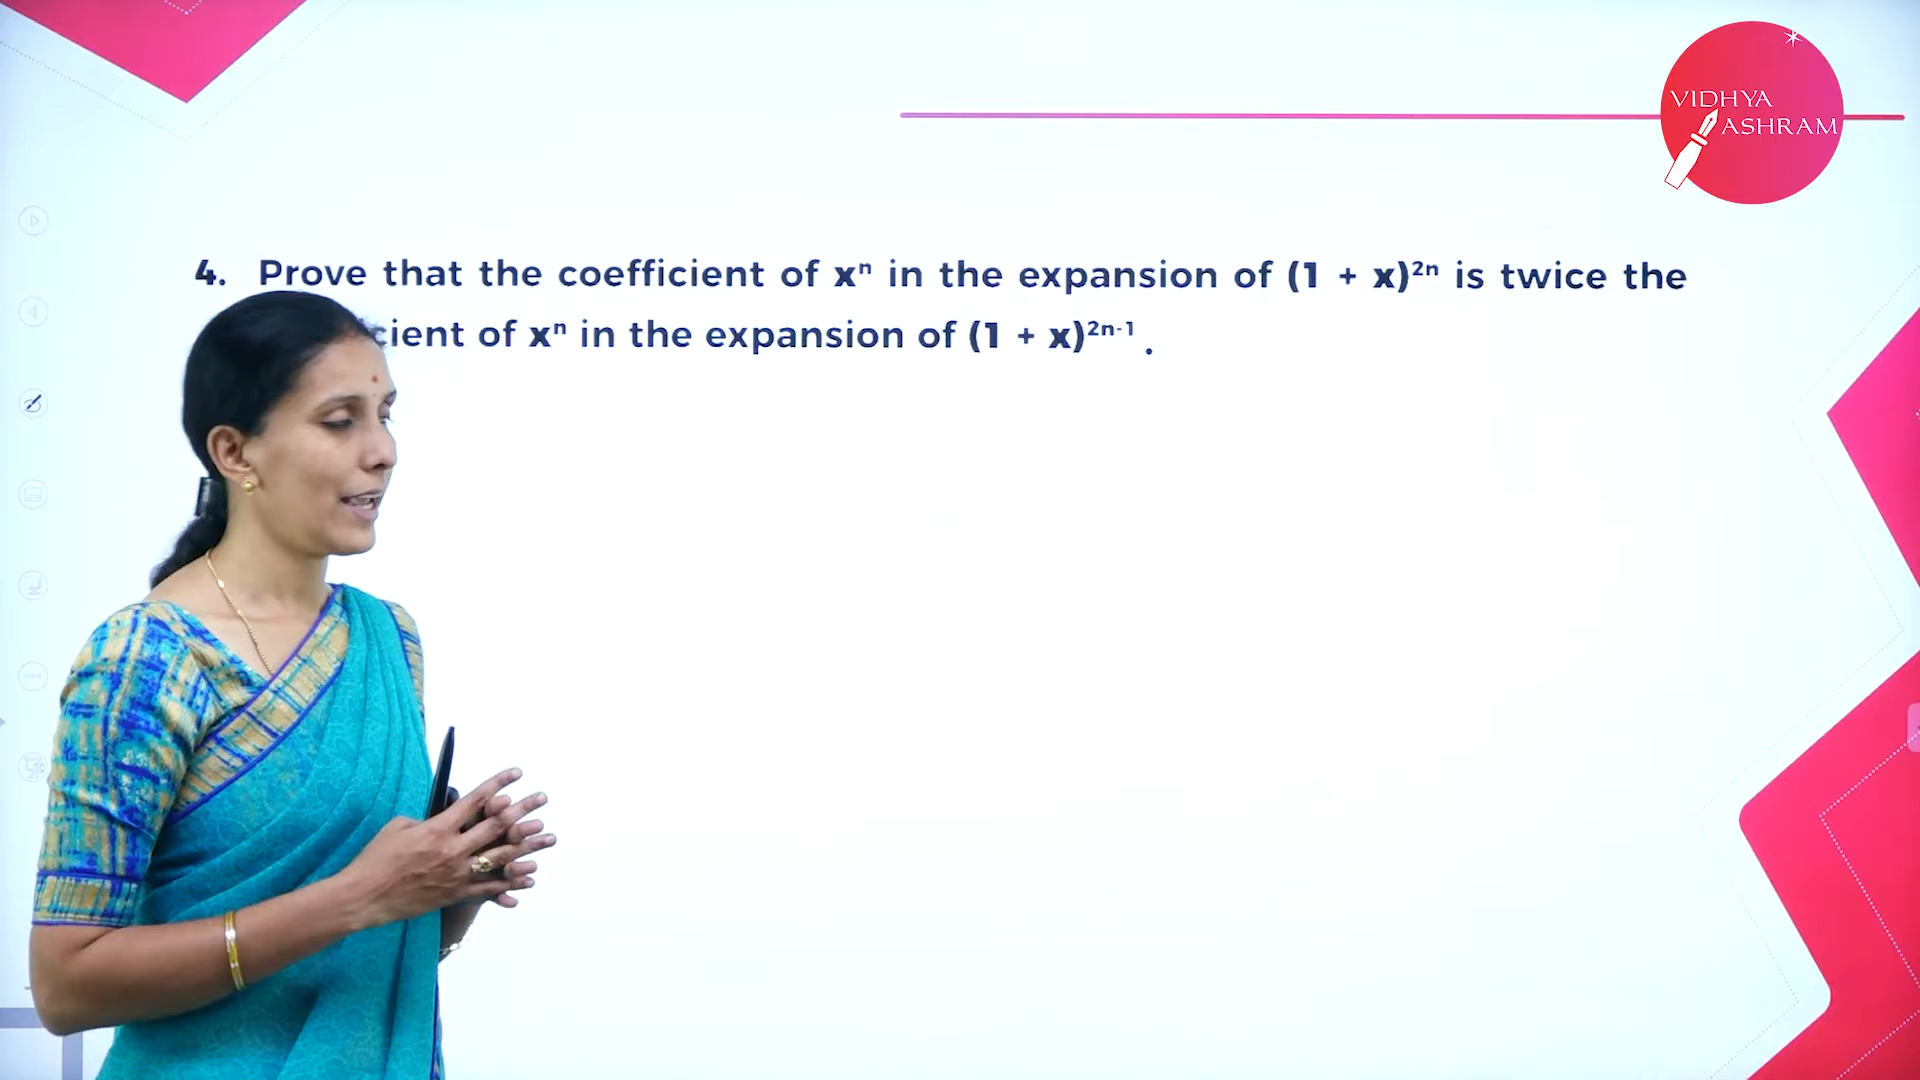 VIDHYA
ASHRAM
4. Prove that the coefficient of xⁿ in the expansion of (1 + x)²ⁿ is twice the
cient of xⁿ in the expansion of (1 + x)²ⁿ⁻¹ .